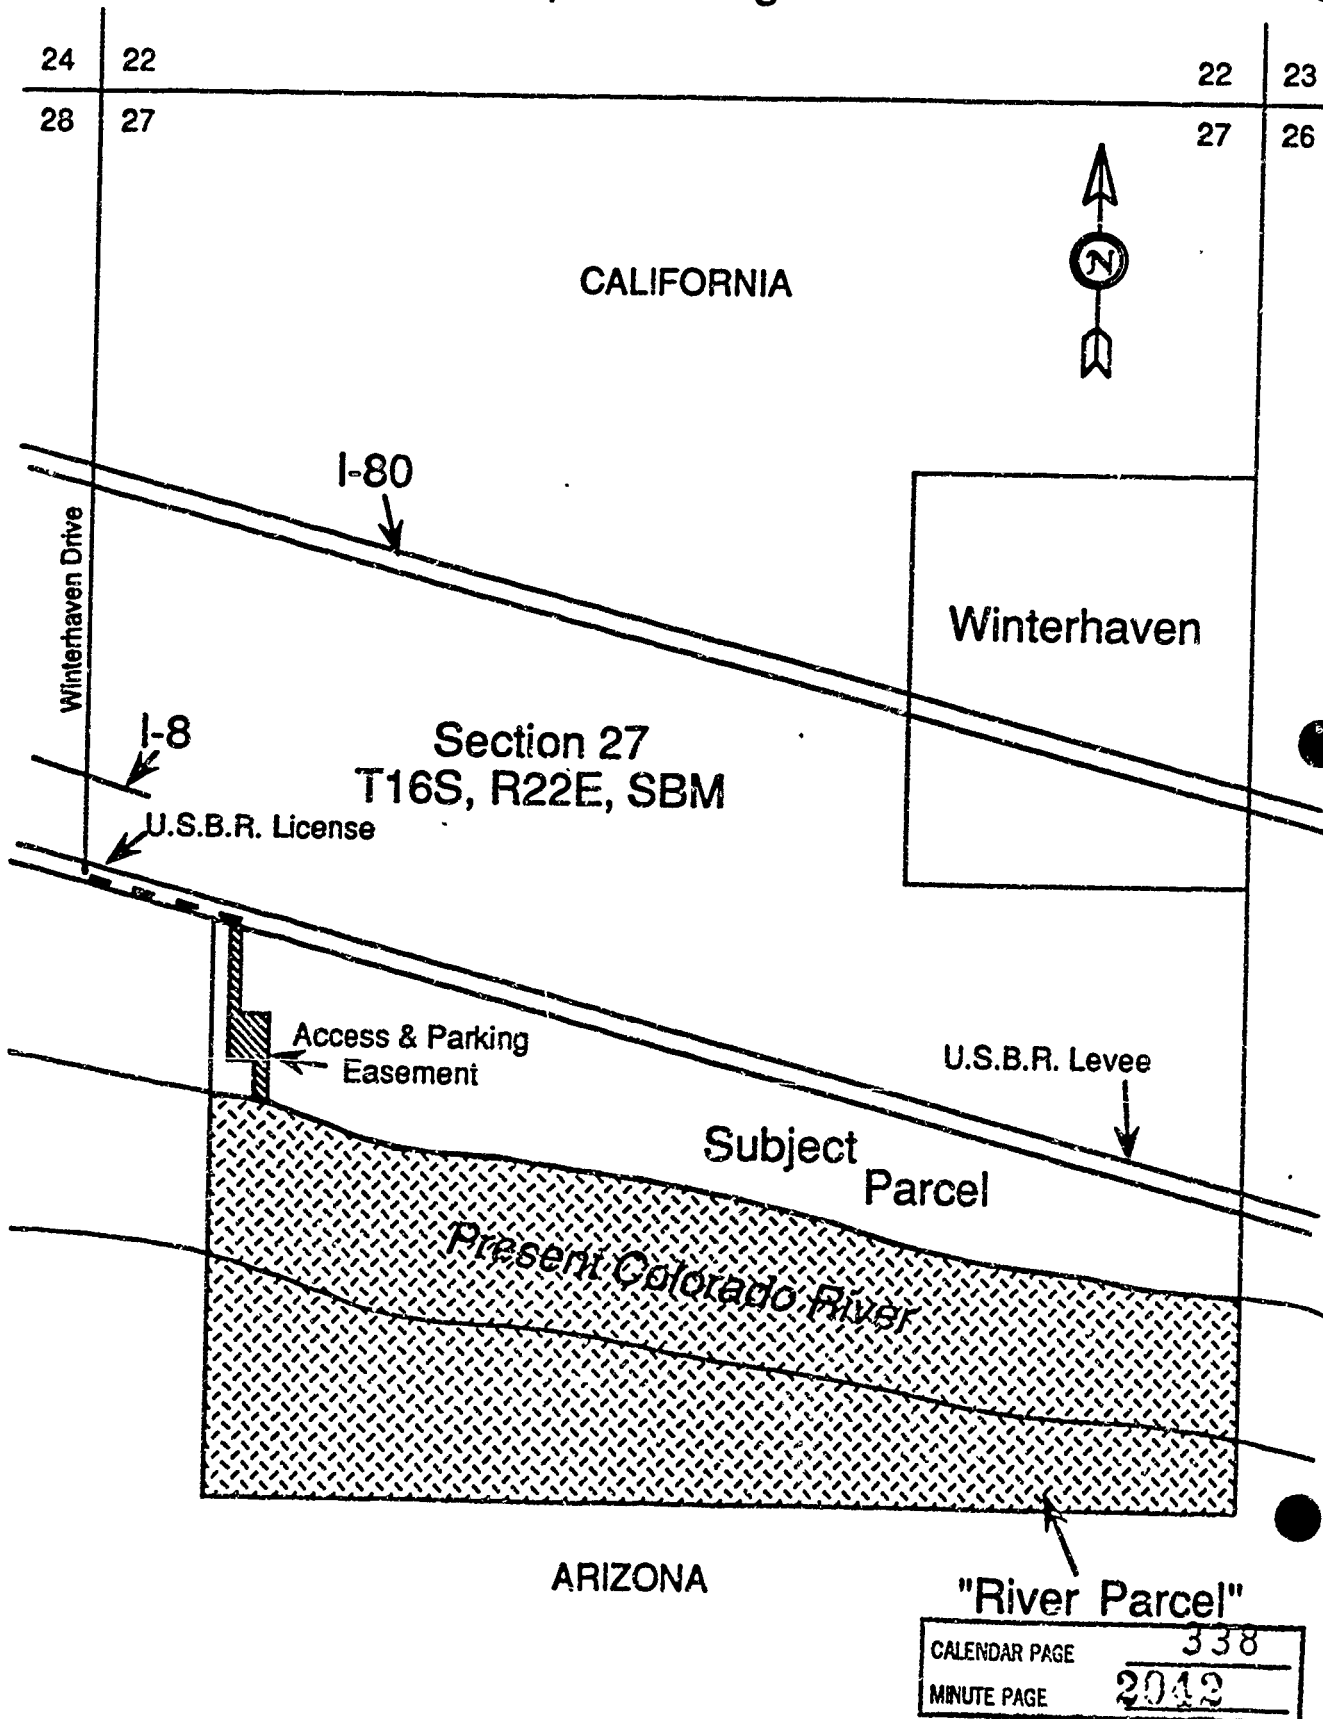 24 22
22 23
28 27
27 26
N
CALIFORNIA
I-80
Winterhaven Drive
Winterhaven
I-8
Section 27
T16S, R22E, SBM
U.S.B.R. License
Access & Parking
Easement
U.S.B.R. Levee
Subject
Parcel
Present Colorado River
ARIZONA
"River Parcel"
CALENDAR PAGE 338
MINUTE PAGE 2042